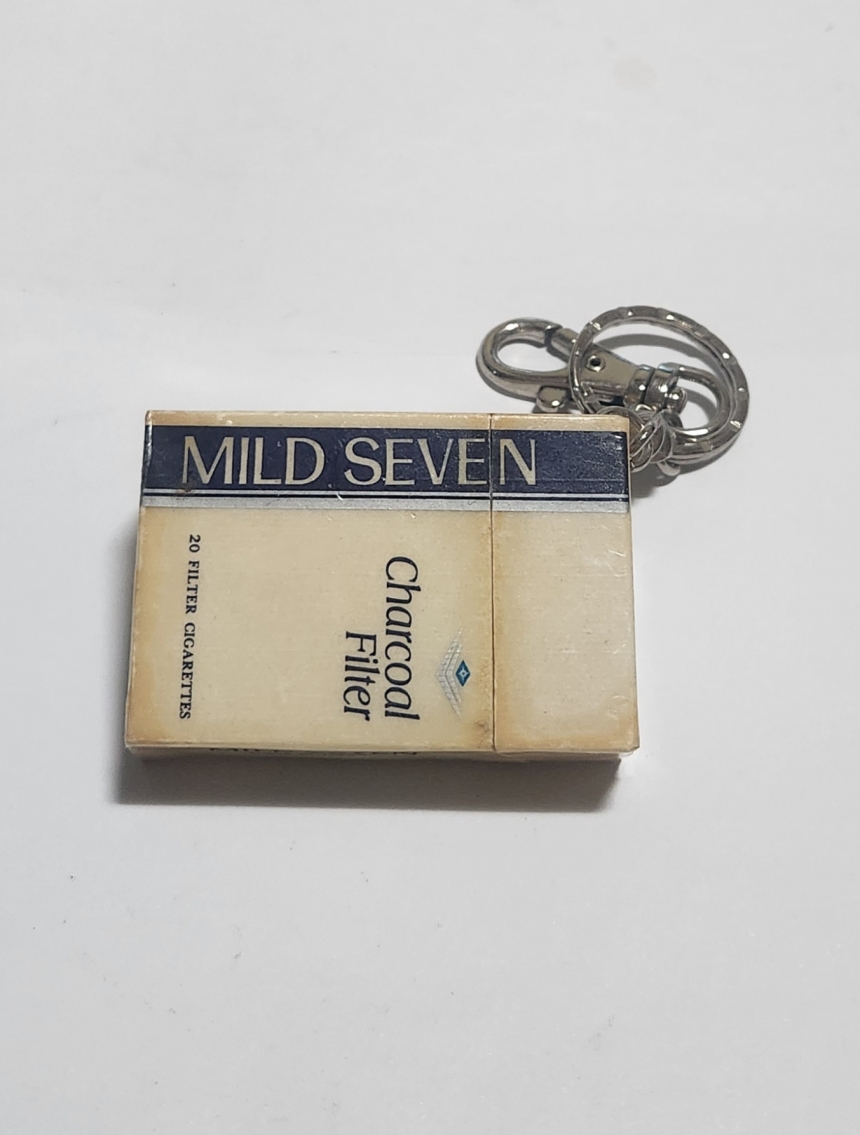 MILD SEVEN
Charcoal
Filter
20 FILTER CIGARETTES